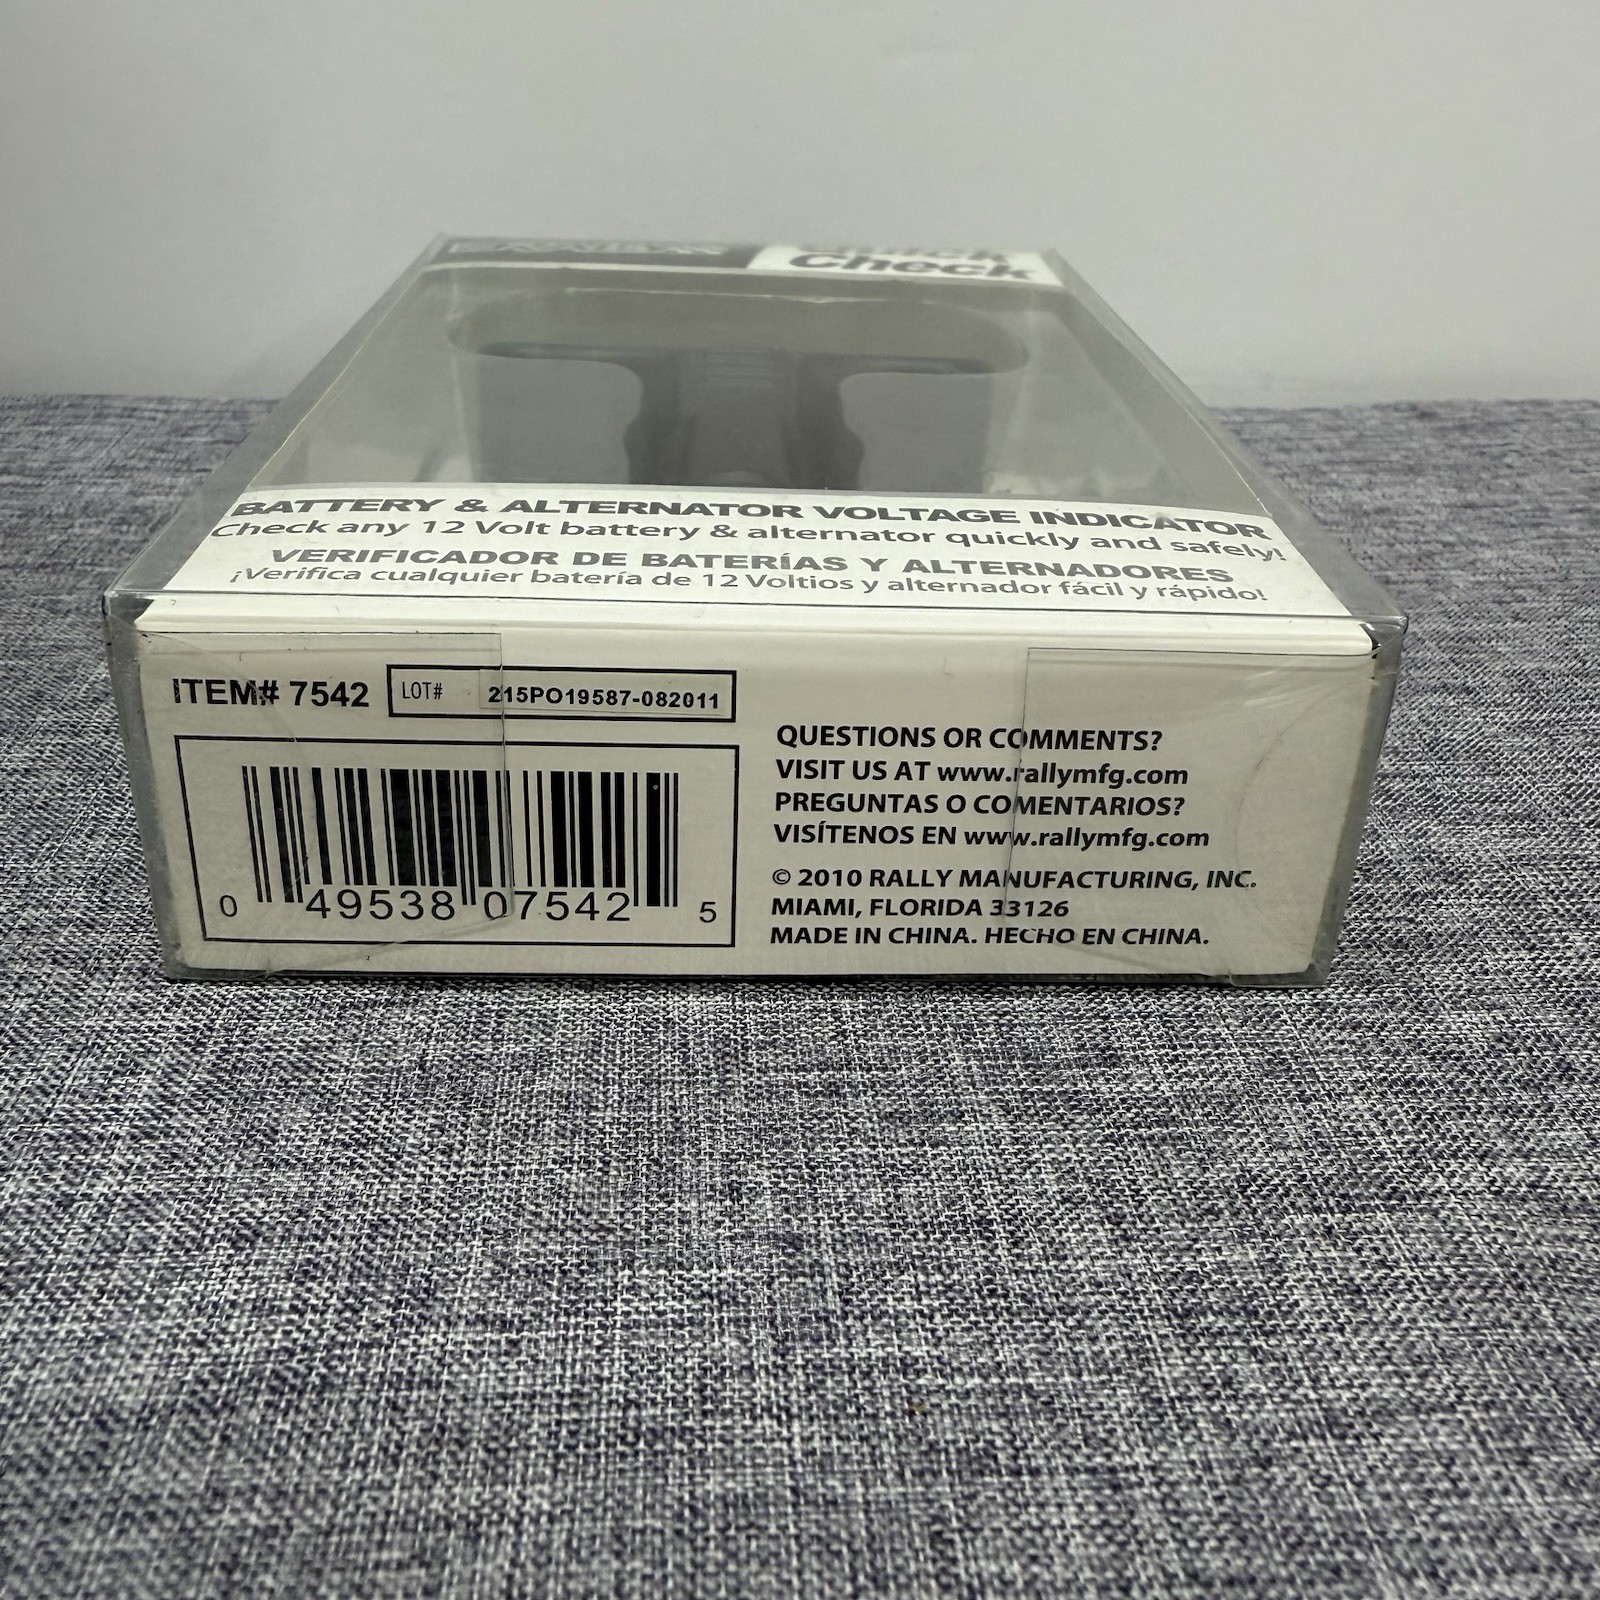 Check
BATTERY & ALTERNATOR VOLTAGE INDICATOR
Check any 12 Volt battery & alternator quickly and safely!
VERIFICADOR DE BATERÍAS Y ALTERNADORES
¡Verifica cualquier batería de 12 Voltios y alternador fácil y rápido!
ITEM# 7542
LOT# 215PO19587-082011
0 49538 07542 5
QUESTIONS OR COMMENTS?
VISIT US AT www.rallymfg.com
PREGUNTAS O COMENTARIOS?
VISÍTENOS EN www.rallymfg.com
© 2010 RALLY MANUFACTURING, INC.
MIAMI, FLORIDA 33126
MADE IN CHINA. HECHO EN CHINA.